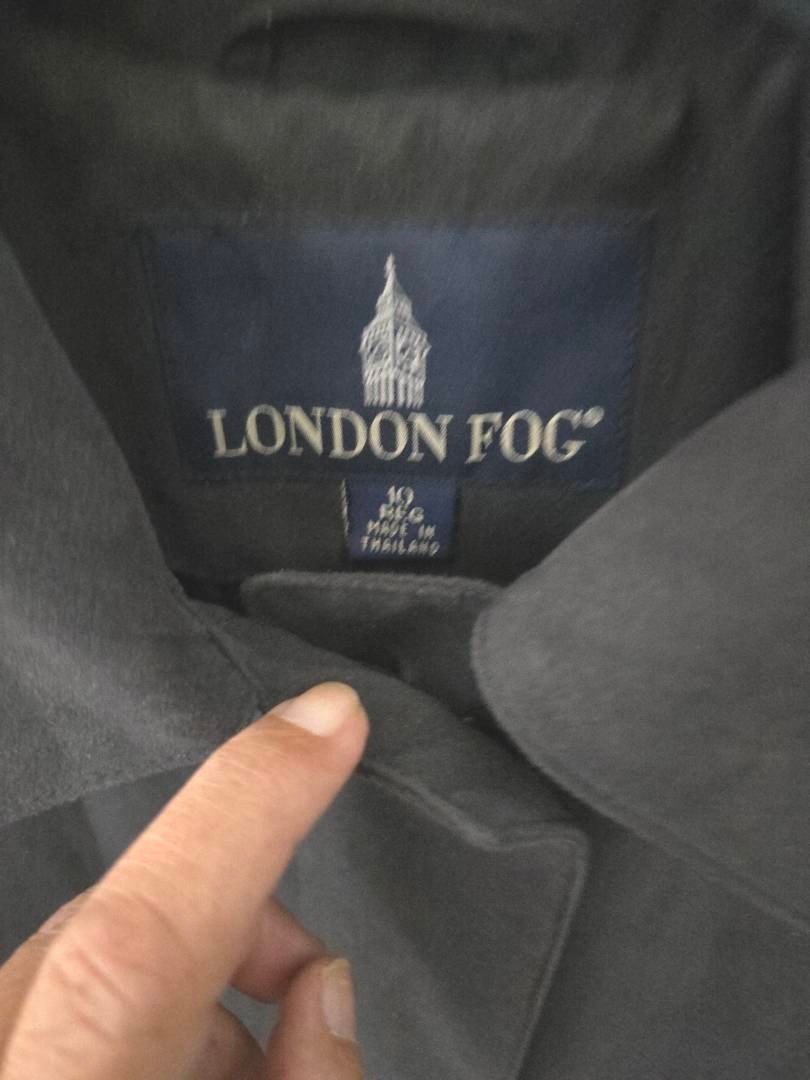 LONDON FOG®
10
REG
MADE IN
THAILAND